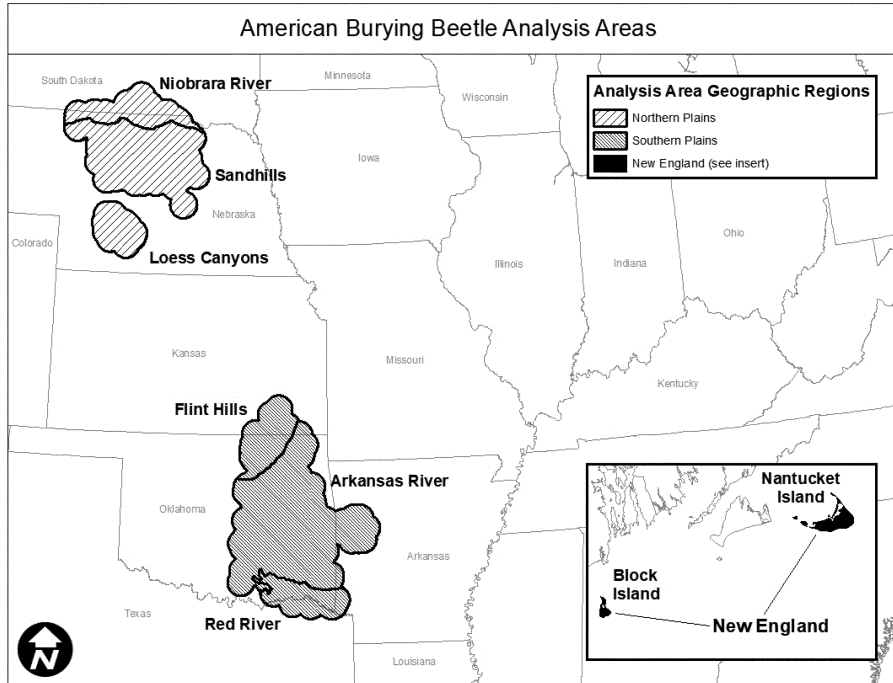 American Burying Beetle Analysis Areas
South Dakota
Niobrara River
Minnesota
Wisconsin
Analysis Area Geographic Regions
Northern Plains
Southern Plains
New England (see insert)
Iowa
Sandhills
Nebraska
Colorado
Loess Canyons
Illinois
Indiana
Ohio
Kansas
Missouri
Kentucky
Flint Hills
Arkansas River
Oklahoma
Arkansas
Red River
Texas
Louisiana
Nantucket
Island
Block
Island
New England
N